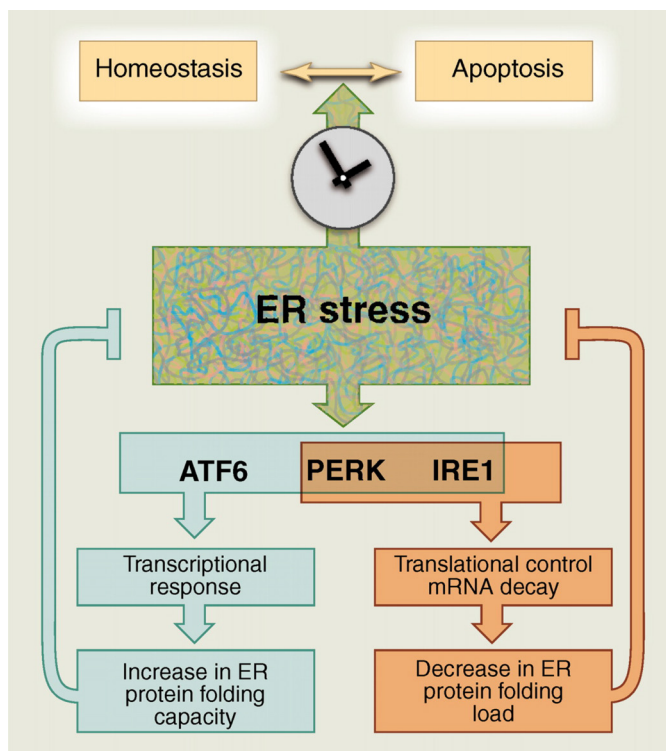 Homeostasis
Apoptosis
ER stress
ATF6
PERK
IRE1
Transcriptional
response
Translational control
mRNA decay
Increase in ER
protein folding
capacity
Decrease in ER
protein folding
load